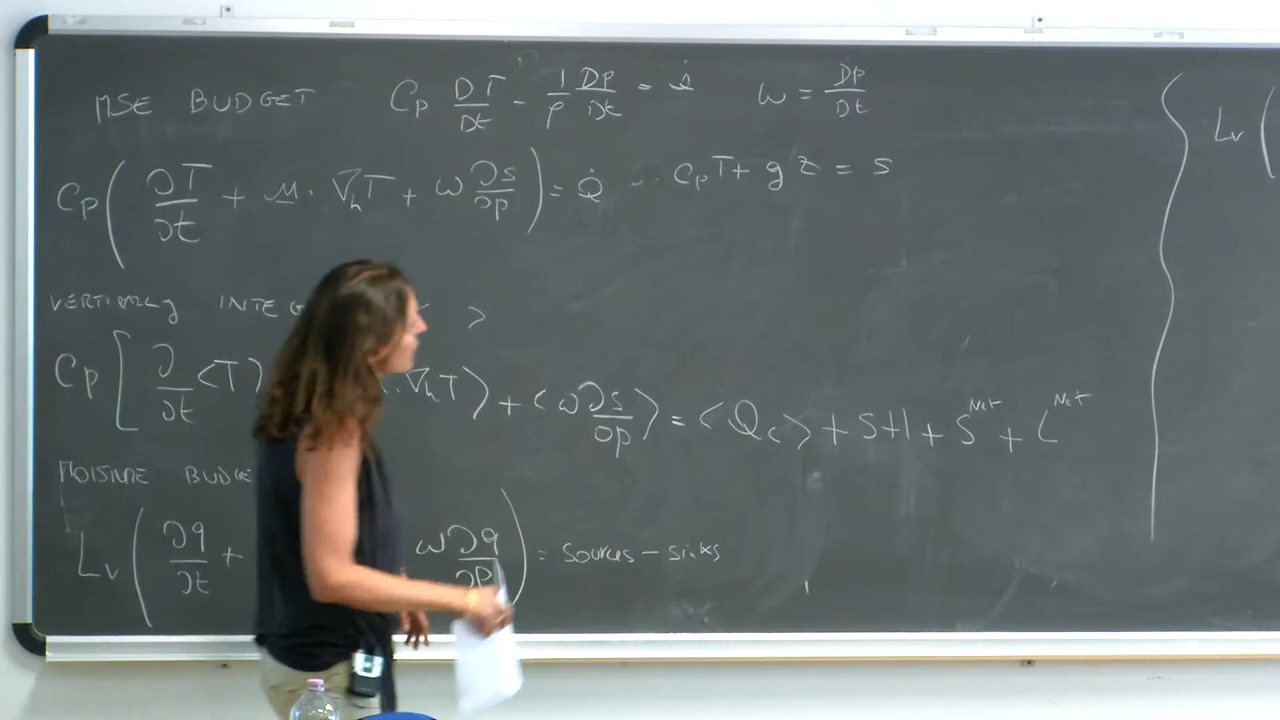 MSE BUDGET Cp DT/Dt - 1/ρ Dp/Dt = Q̇ ω = Dp/Dt
Cp ( ∂T/∂t + u · ∇hT + ω ∂s/∂p ) = Q̇ CpT + gz = s
Lv (
VERTICALLY INTEG >
Cp [ ∂/∂t <T> · ∇hT > + < ω ∂s/∂p > = < Qc > + SH + S^Net + L^Net
MOISTURE BUDGE
Lv ( ∂q/∂t + ω ∂q/∂p ) = sources - sinks